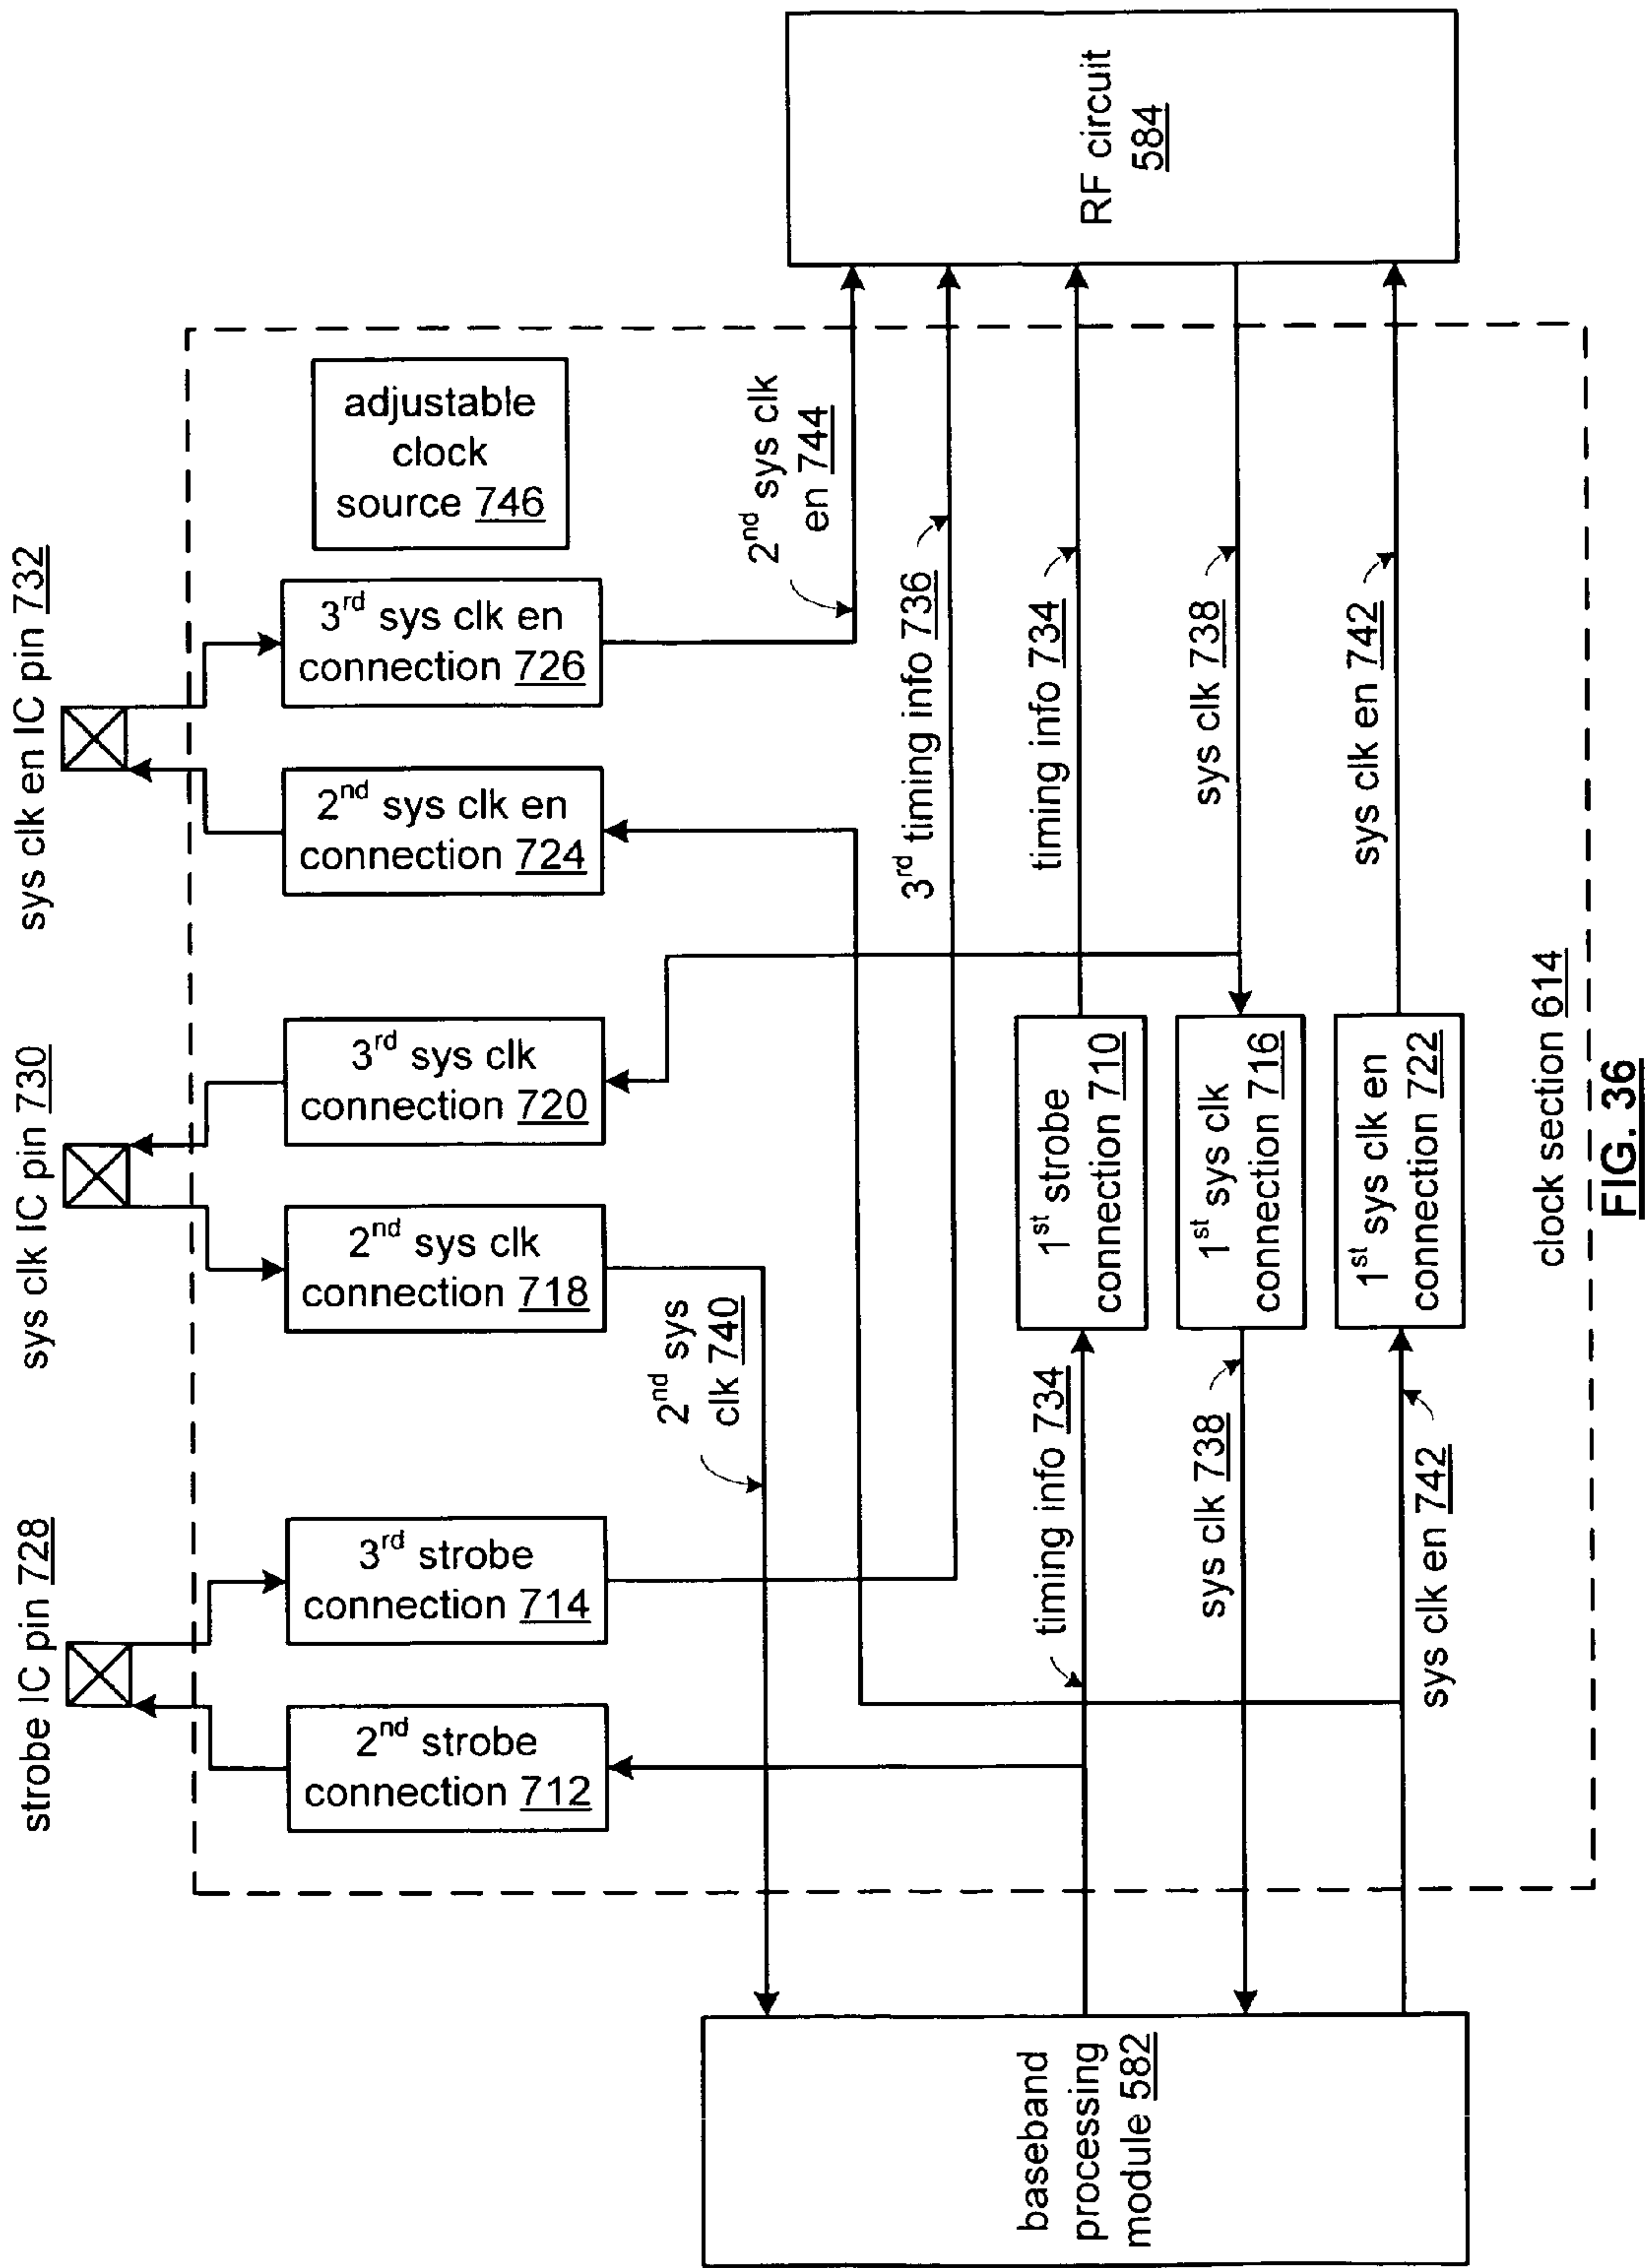 strobe IC pin 728
sys clk IC pin 730
sys clk en IC pin 732
2nd strobe
connection 712
3rd strobe
connection 714
2nd sys clk
connection 718
3rd sys clk
connection 720
2nd sys clk en
connection 724
3rd sys clk en
connection 726
adjustable
clock
source 746
2nd sys
clk 740
2nd sys clk
en 744
3rd timing info 736
timing info 734
1st strobe
connection 710
timing info 734
sys clk 738
1st sys clk
connection 716
sys clk 738
sys clk en 742
1st sys clk en
connection 722
sys clk en 742
baseband
processing
module 582
RF circuit
584
clock section 614
FIG. 36